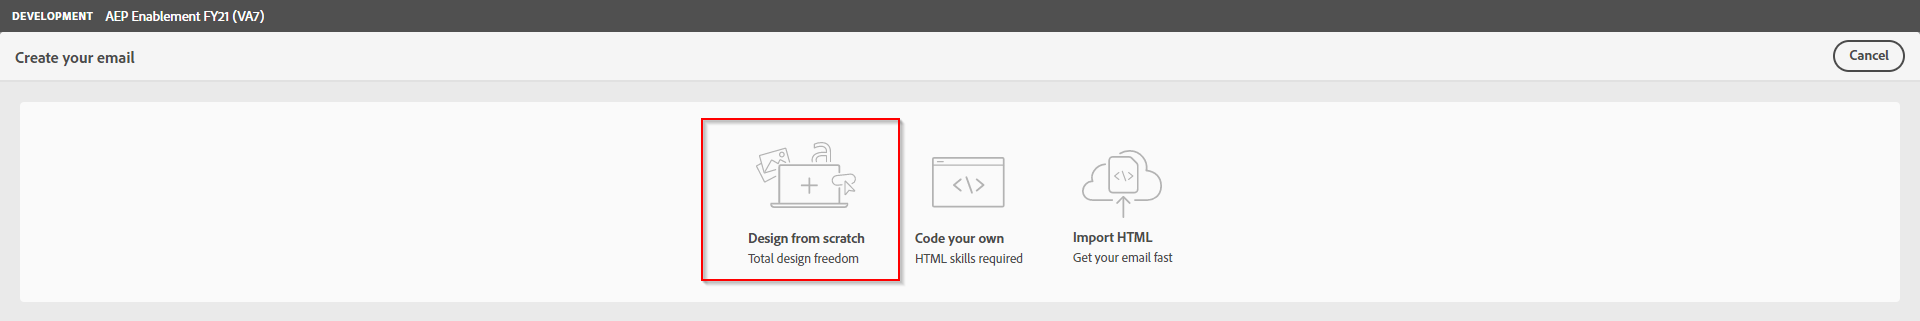 DEVELOPMENT AEP Enablement FY21 (VA7)
Create your email
Cancel
a
</>
</>
Design from scratch
Total design freedom
Code your own
HTML skills required
Import HTML
Get your email fast